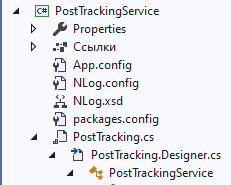 C# PostTrackingService
Properties
Ссылки
App.config
NLog.config
NLog.xsd
packages.config
PostTracking.cs
PostTracking.Designer.cs
PostTrackingService